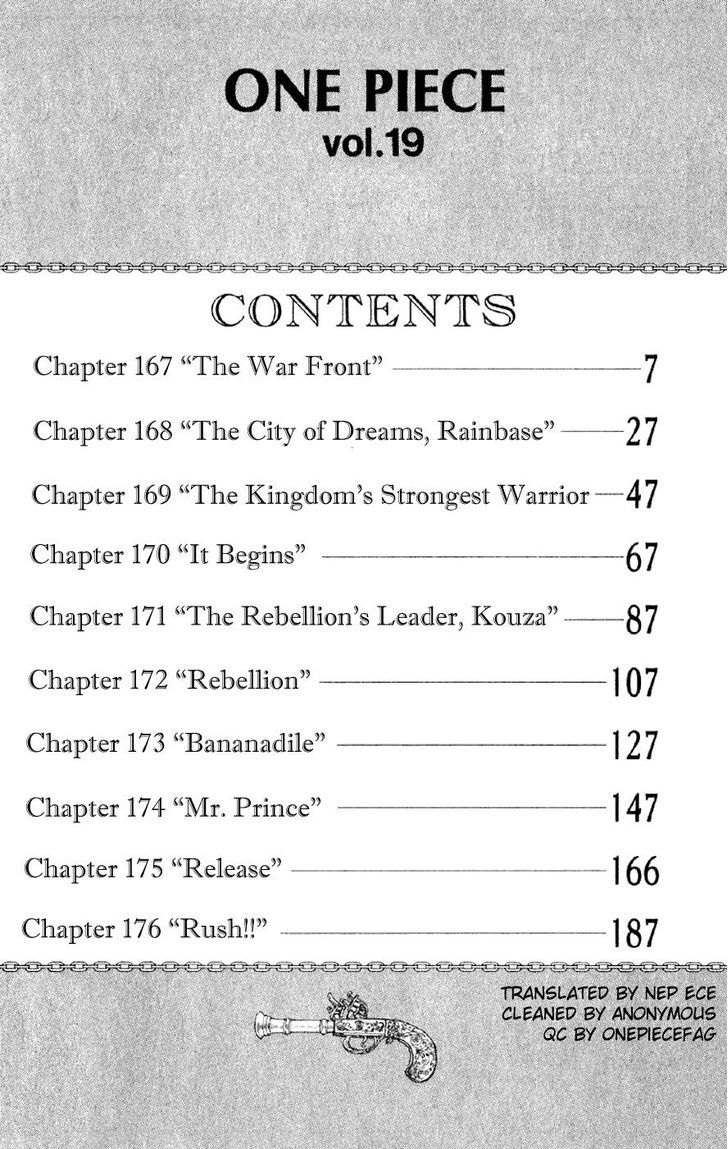 ONE PIECE
vol.19
CONTENTS
Chapter 167 “The War Front” 7
Chapter 168 “The City of Dreams, Rainbase” 27
Chapter 169 “The Kingdom’s Strongest Warrior 47
Chapter 170 “It Begins” 67
Chapter 171 “The Rebellion’s Leader, Kouza” 87
Chapter 172 “Rebellion” 107
Chapter 173 “Bananadile” 127
Chapter 174 “Mr. Prince” 147
Chapter 175 “Release” 166
Chapter 176 “Rush!!” 187
TRANSLATED BY NEP ECE
CLEANED BY ANONYMOUS
QC BY ONEPIECEFAG